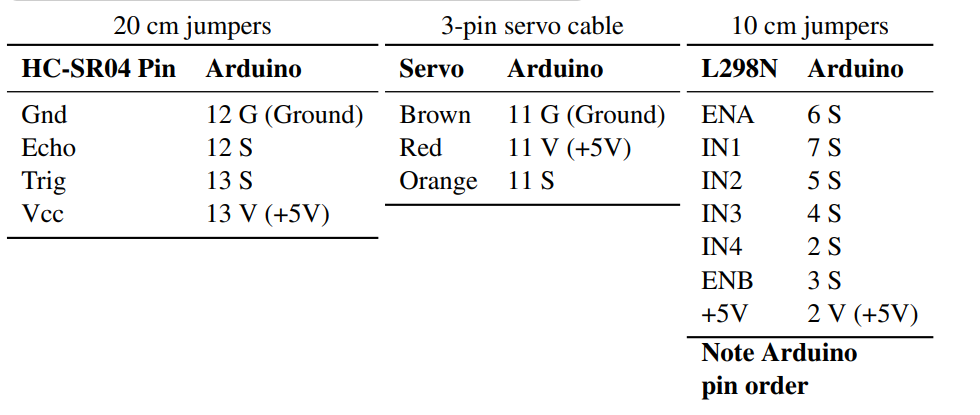 20 cm jumpers
HC-SR04 Pin Arduino
Gnd 12 G (Ground)
Echo 12 S
Trig 13 S
Vcc 13 V (+5V)
3-pin servo cable
Servo Arduino
Brown 11 G (Ground)
Red 11 V (+5V)
Orange 11 S
10 cm jumpers
L298N Arduino
ENA 6 S
IN1 7 S
IN2 5 S
IN3 4 S
IN4 2 S
ENB 3 S
+5V 2 V (+5V)
Note Arduino
pin order